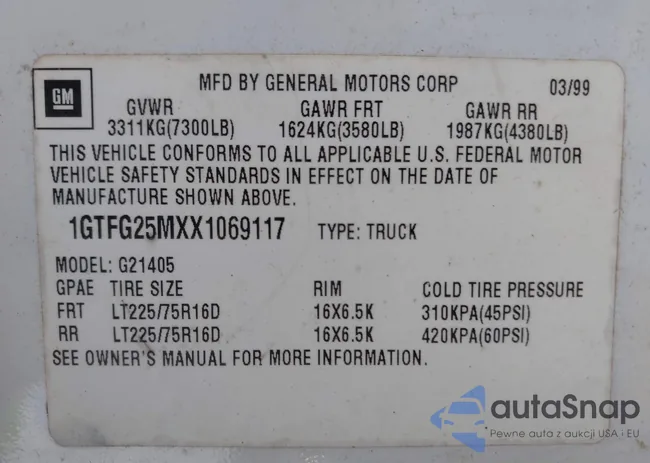 GM
MFD BY GENERAL MOTORS CORP 03/99
GVWR GAWR FRT GAWR RR
3311KG(7300LB) 1624KG(3580LB) 1987KG(4380LB)
THIS VEHICLE CONFORMS TO ALL APPLICABLE U.S. FEDERAL MOTOR
VEHICLE SAFETY STANDARDS IN EFFECT ON THE DATE OF
MANUFACTURE SHOWN ABOVE.
1GTFG25MXX1069117 TYPE: TRUCK
MODEL: G21405
GPAE TIRE SIZE RIM COLD TIRE PRESSURE
FRT LT225/75R16D 16X6.5K 310KPA(45PSI)
RR LT225/75R16D 16X6.5K 420KPA(60PSI)
SEE OWNER'S MANUAL FOR MORE INFORMATION.
autaSnap
Pewne auta z aukcji USA i EU